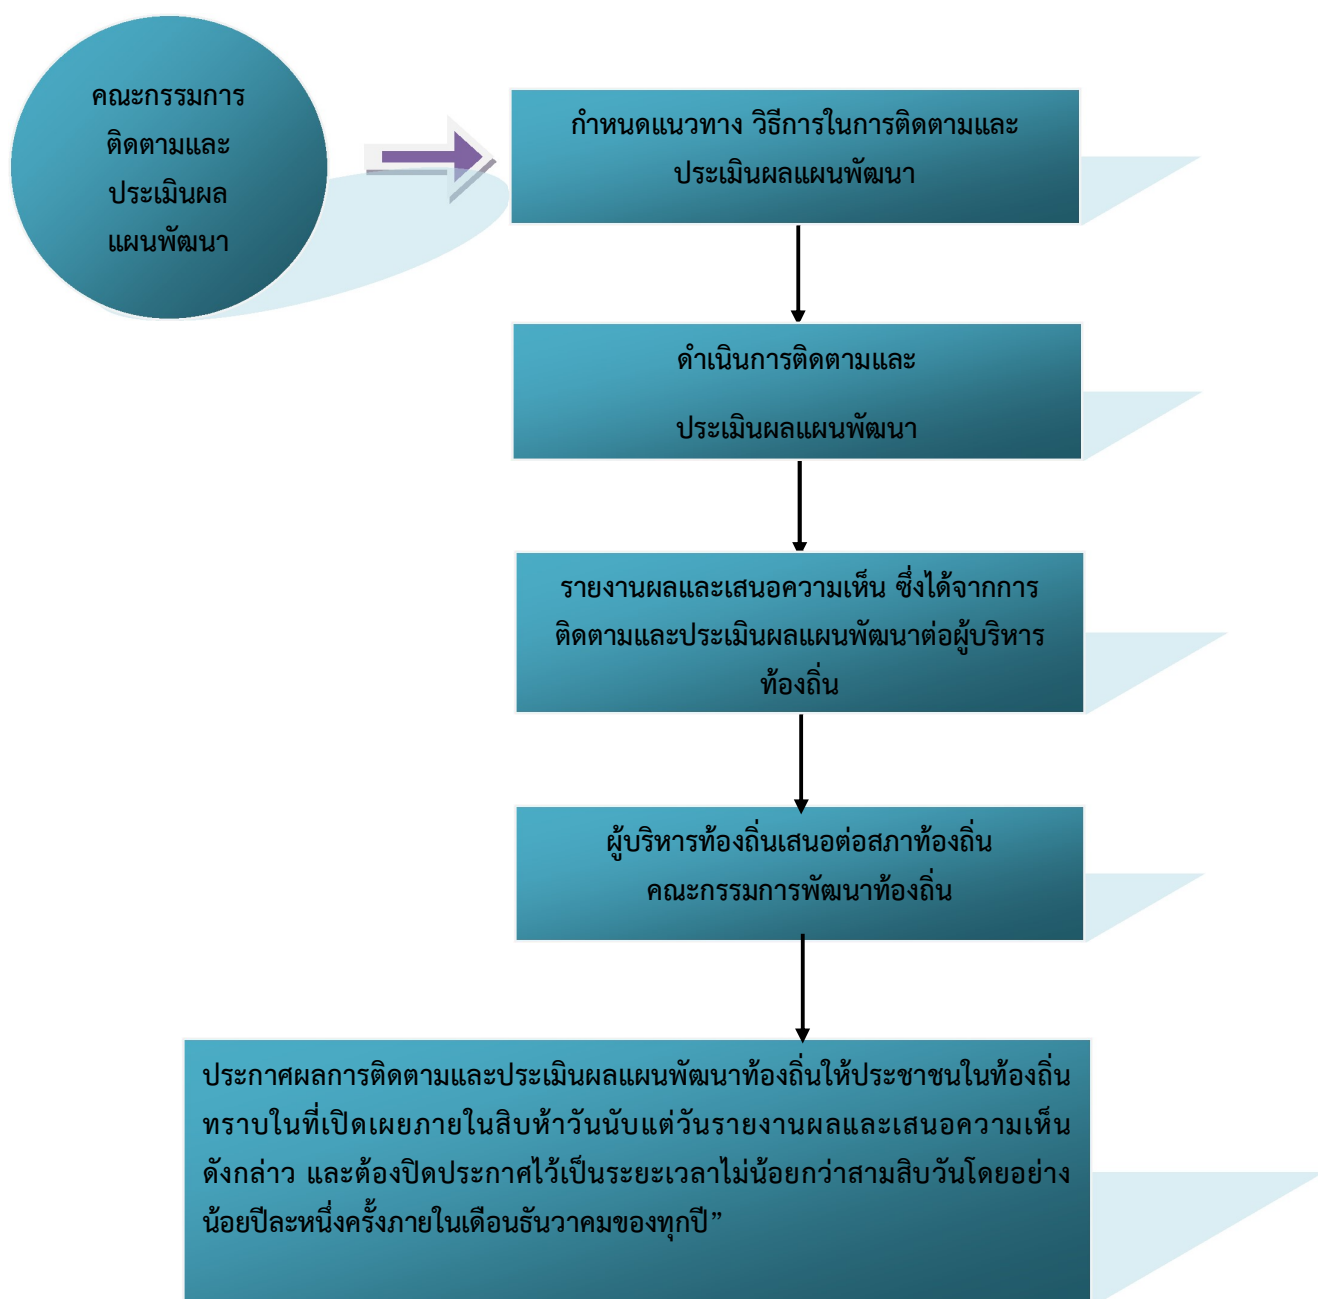 คณะกรรมการ
ติดตามและ
ประเมินผล
แผนพัฒนา
กำหนดแนวทาง วิธีการในการติดตามและ
ประเมินผลแผนพัฒนา
ดำเนินการติดตามและ
ประเมินผลแผนพัฒนา
รายงานผลและเสนอความเห็น ซึ่งได้จากการ
ติดตามและประเมินผลแผนพัฒนาต่อผู้บริหาร
ท้องถิ่น
ผู้บริหารท้องถิ่นเสนอต่อสภาท้องถิ่น
คณะกรรมการพัฒนาท้องถิ่น
ประกาศผลการติดตามและประเมินผลแผนพัฒนาท้องถิ่นให้ประชาชนในท้องถิ่น
ทราบในที่เปิดเผยภายในสิบห้าวันนับแต่วันรายงานผลและเสนอความเห็น
ดังกล่าว และต้องปิดประกาศไว้เป็นระยะเวลาไม่น้อยกว่าสามสิบวันโดยอย่าง
น้อยปีละหนึ่งครั้งภายในเดือนธันวาคมของทุกปี”